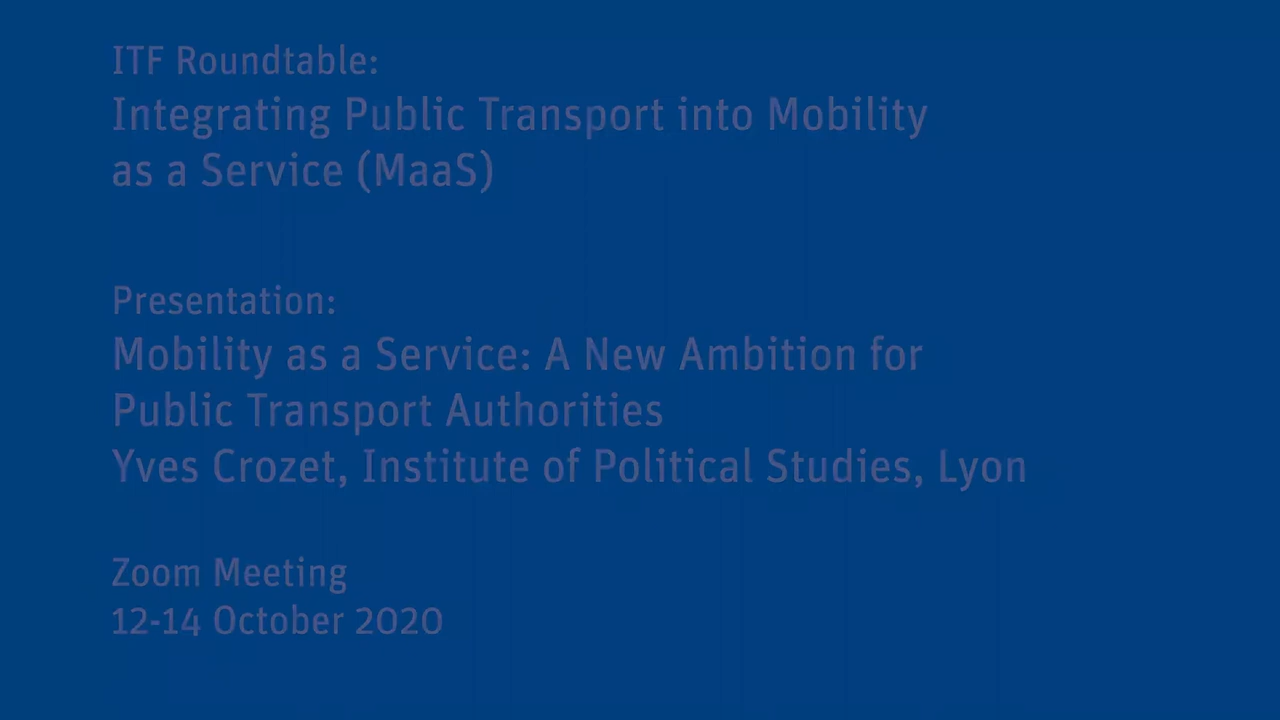 ITF Roundtable:
Integrating Public Transport into Mobility
as a Service (MaaS)
Presentation:
Mobility as a Service: A New Ambition for
Public Transport Authorities
Yves Crozet, Institute of Political Studies, Lyon
Zoom Meeting
12-14 October 2020